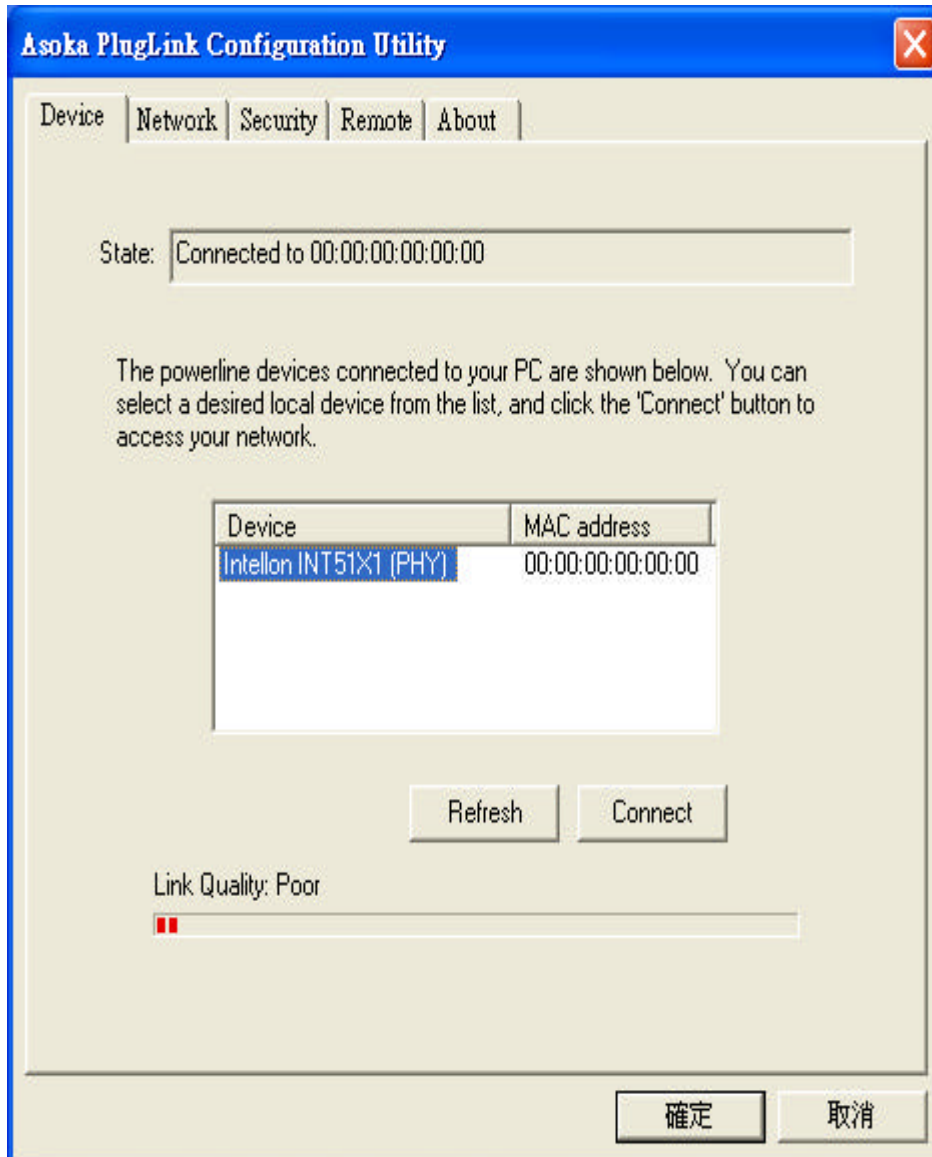 Asoka PlugLink Configuration Utility
Device Network Security Remote About
State: Connected to 00:00:00:00:00:00
The powerline devices connected to your PC are shown below. You can
select a desired local device from the list, and click the 'Connect' button to
access your network.
Device MAC address
Intellon INT51X1 (PHY) 00:00:00:00:00:00
Refresh Connect
Link Quality: Poor
確定 取消